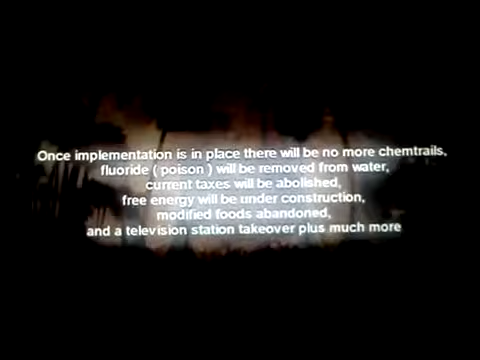 Once implementation is in place there will be no more chemtrails,
fluoride ( poison ) will be removed from water,
current taxes will be abolished,
free energy will be under construction,
modified foods abandoned,
and a television station takeover plus much more